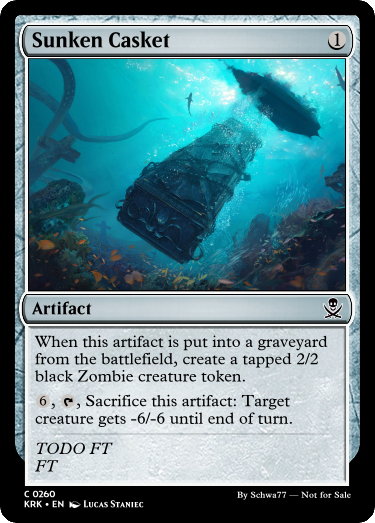 Sunken Casket 1
Artifact
When this artifact is put into a graveyard
from the battlefield, create a tapped 2/2
black Zombie creature token.
6, , Sacrifice this artifact: Target
creature gets -6/-6 until end of turn.
TODO FT
FT
C 0260
KRK • EN Lucas Staniec
By Schwa77 — Not for Sale